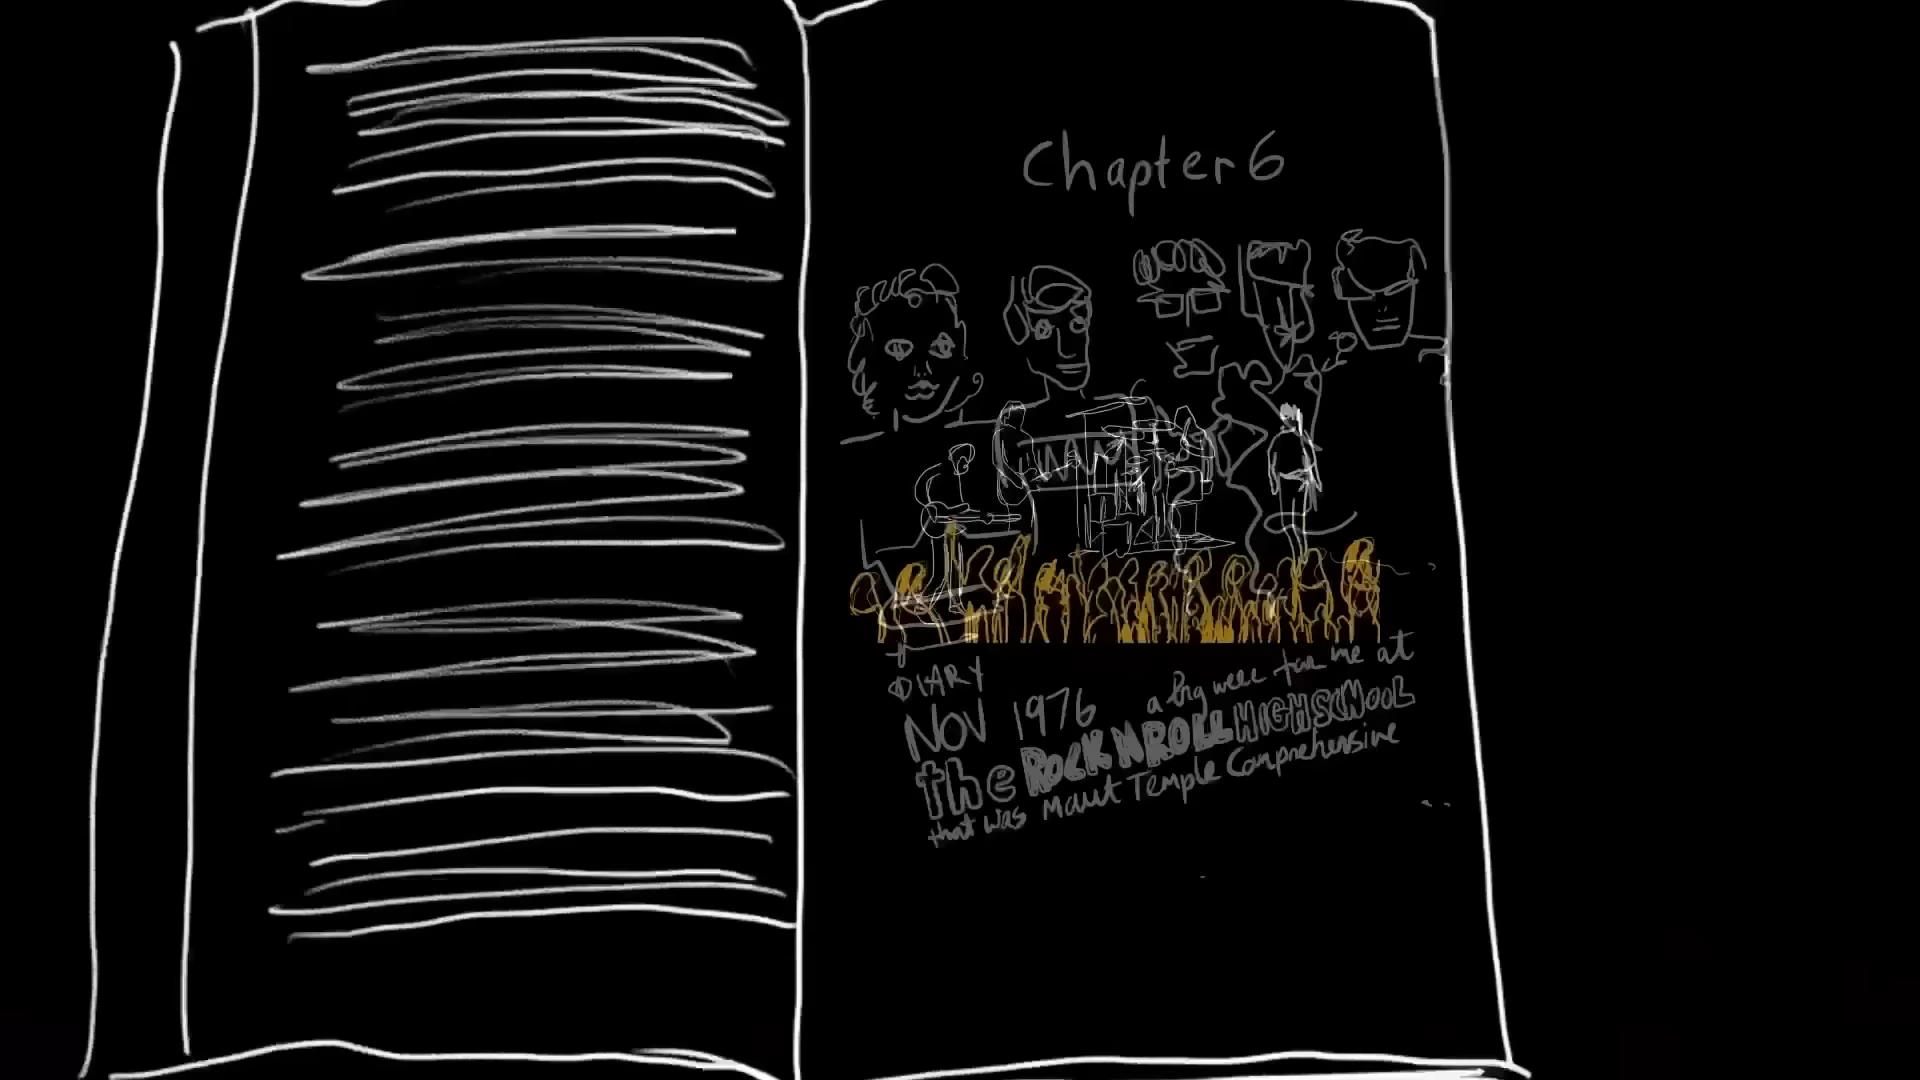 Chapter 6
DIARY
NOV 1976 a big week for me at
the ROCK N ROLL HIGH SCHOOL
that was Temple Comprehensive